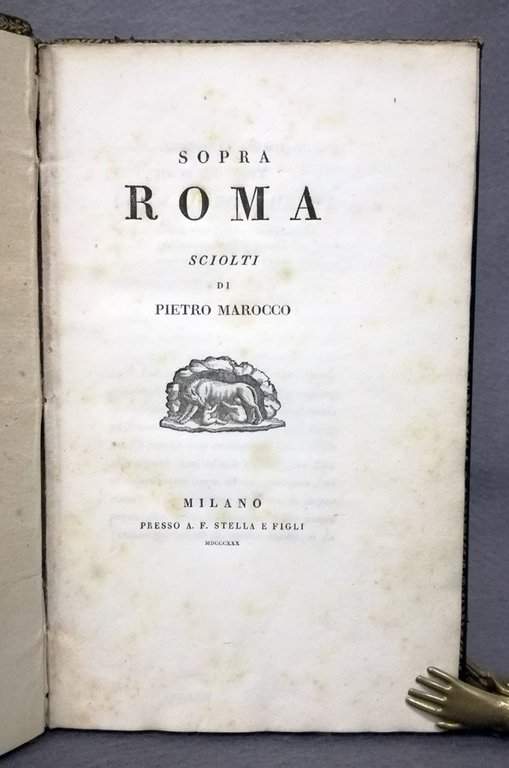 SOPRA
ROMA
SCIOLTI
DI
PIETRO MAROCCO
MILANO
PRESSO A. F. STELLA E FIGLI
MDCCCXXX